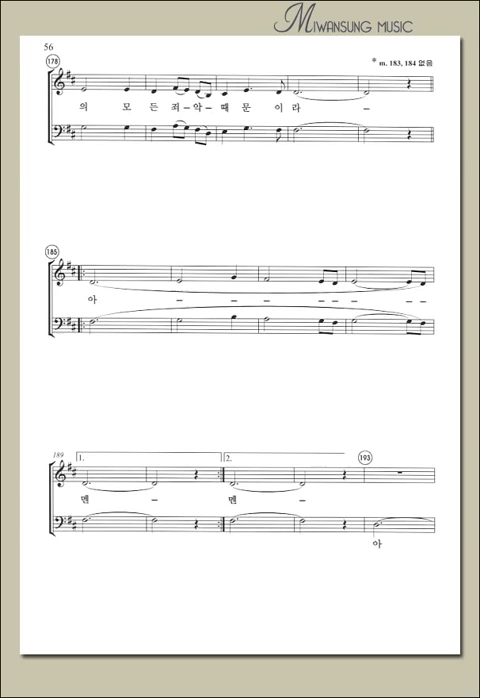 MIWANSUNG MUSIC
56
178
* m. 183, 184 없음
의 모 든 죄-악-때 문 이 라 -
185
아 - - - - - - - -
189 1. 2. 193
멘 - 멘 -
아